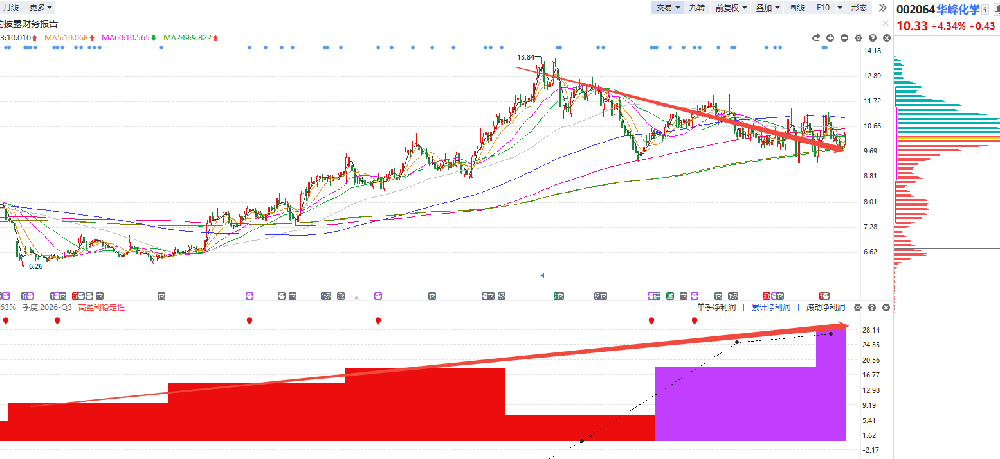 月线 更多
交易 九转 前复权 叠加 画线 F10 形态
002064 华峰化学
10.33 +4.34% +0.43
披露财务报告
3:10.010 MA5:10.068 MA60:10.565 MA249:9.822
14.18
13.84
12.89
11.72
10.66
9.69
8.81
8.01
7.28
6.62
6.26
63% 季度:2026-Q3 高盈利稳定性
单季净利润 | 累计净利润 | 滚动净利润
28.14
24.35
20.56
16.77
12.98
9.19
5.41
1.62
-2.17